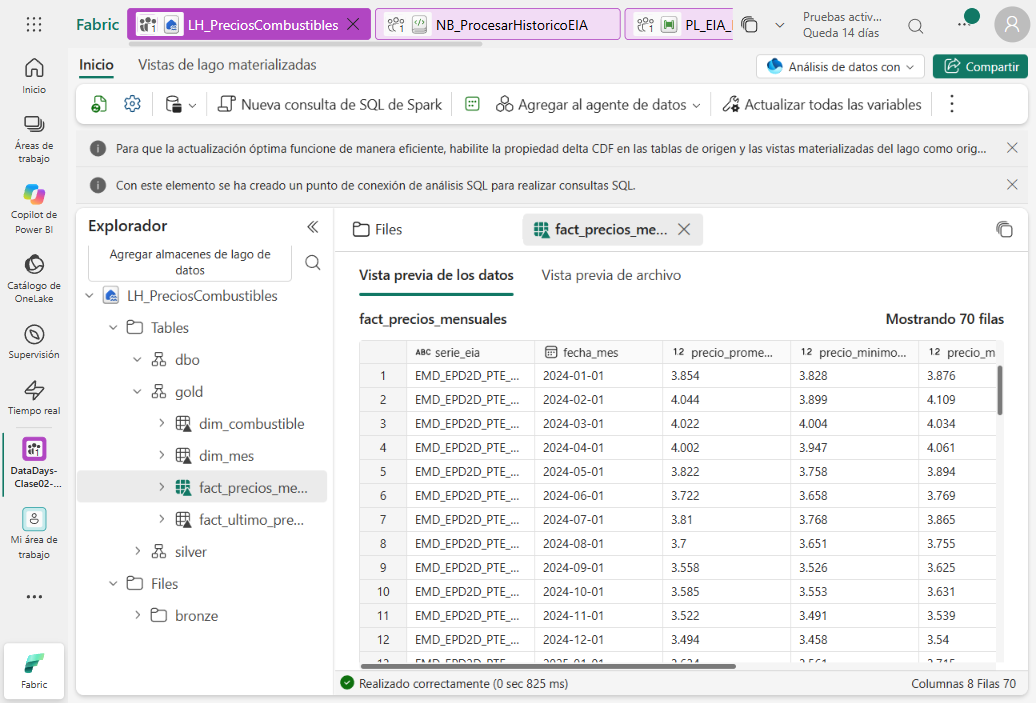 Fabric
LH_PreciosCombustibles
NB_ProcesarHistoricoEIA
PL_EIA_
Pruebas activ...
Queda 14 días
Inicio
Vistas de lago materializadas
Análisis de datos con
Compartir
Nueva consulta de SQL de Spark
Agregar al agente de datos
Actualizar todas las variables
Para que la actualización óptima funcione de manera eficiente, habilite la propiedad delta CDF en las tablas de origen y las vistas materializadas del lago como orig...
Con este elemento se ha creado un punto de conexión de análisis SQL para realizar consultas SQL.
Inicio
Áreas de
trabajo
Copilot de
Power BI
Catálogo de
OneLake
Supervisión
Tiempo real
DataDays-
Clase02-...
Mi área de
trabajo
Fabric
Explorador
Agregar almacenes de lago de
datos
LH_PreciosCombustibles
Tables
dbo
gold
dim_combustible
dim_mes
fact_precios_me...
fact_ultimo_pre...
silver
Files
bronze
Files
fact_precios_me...
Vista previa de los datos
Vista previa de archivo
fact_precios_mensuales
Mostrando 70 filas
ABC serie_eia fecha_mes 12 precio_prome... 12 precio_minimo... 12 precio_m
1 EMD_EPD2D_PTE_... 2024-01-01 3.854 3.828 3.876
2 EMD_EPD2D_PTE_... 2024-02-01 4.044 3.899 4.109
3 EMD_EPD2D_PTE_... 2024-03-01 4.022 4.004 4.034
4 EMD_EPD2D_PTE_... 2024-04-01 4.002 3.947 4.061
5 EMD_EPD2D_PTE_... 2024-05-01 3.822 3.758 3.894
6 EMD_EPD2D_PTE_... 2024-06-01 3.722 3.658 3.769
7 EMD_EPD2D_PTE_... 2024-07-01 3.81 3.768 3.865
8 EMD_EPD2D_PTE_... 2024-08-01 3.7 3.651 3.755
9 EMD_EPD2D_PTE_... 2024-09-01 3.558 3.526 3.625
10 EMD_EPD2D_PTE_... 2024-10-01 3.585 3.553 3.631
11 EMD_EPD2D_PTE_... 2024-11-01 3.522 3.491 3.539
12 EMD_EPD2D_PTE_... 2024-12-01 3.494 3.458 3.54
Realizado correctamente (0 sec 825 ms)
Columnas 8 Filas 70